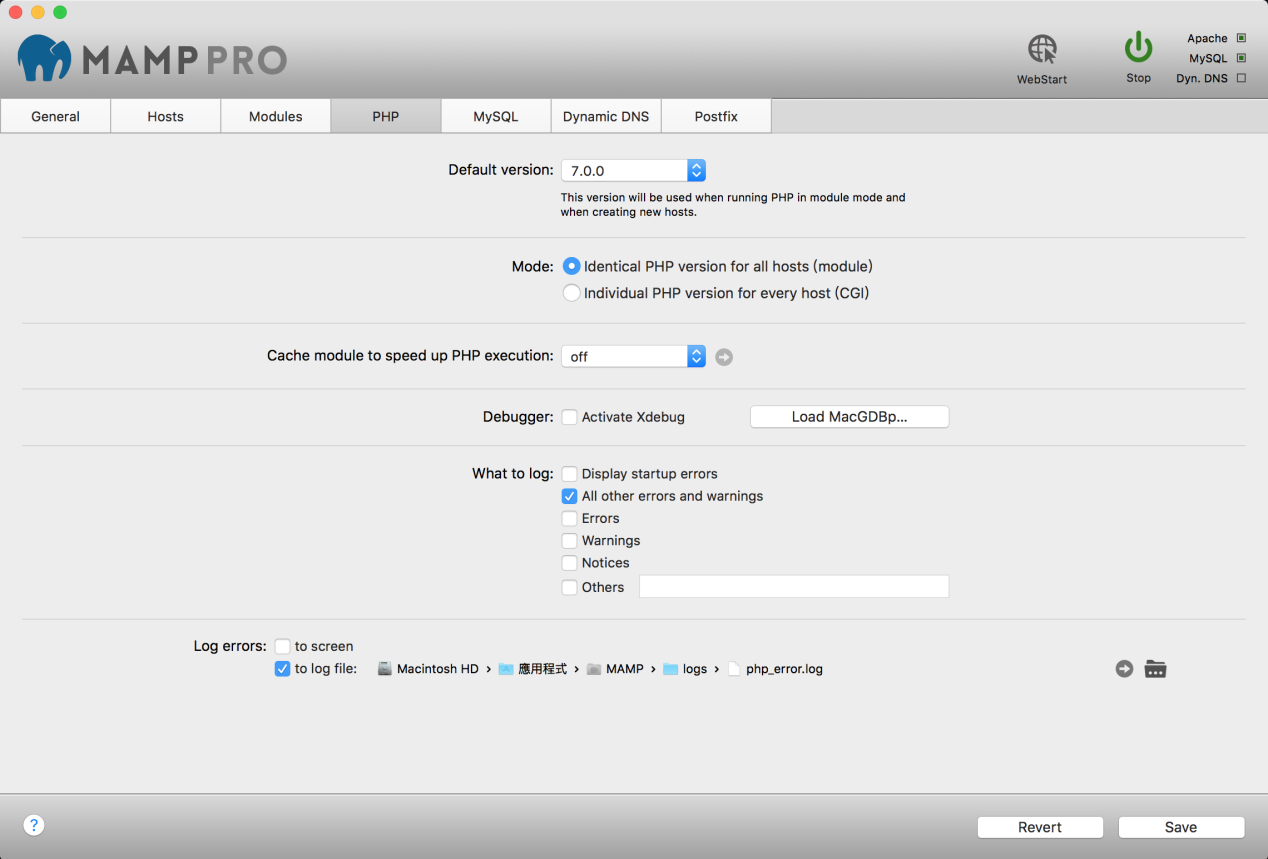 MAMP PRO
WebStart
Stop
Apache
MySQL
Dyn. DNS
General Hosts Modules PHP MySQL Dynamic DNS Postfix
Default version: 7.0.0
This version will be used when running PHP in module mode and
when creating new hosts.
Mode: Identical PHP version for all hosts (module)
Individual PHP version for every host (CGI)
Cache module to speed up PHP execution: off
Debugger: Activate Xdebug Load MacGDBp...
What to log: Display startup errors
All other errors and warnings
Errors
Warnings
Notices
Others
Log errors: to screen
to log file: Macintosh HD › 應用程式 › MAMP › logs › php_error.log
? Revert Save